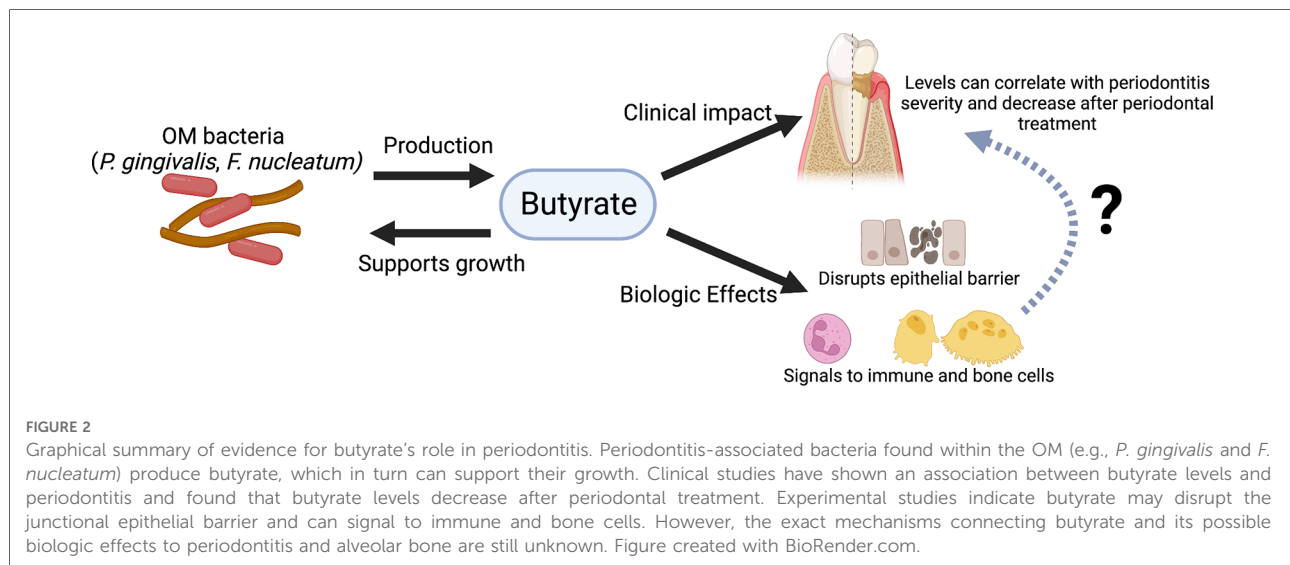 OM bacteria
(P. gingivalis, F. nucleatum)
Production
Supports growth
Butyrate
Clinical impact
Biologic Effects
Levels can correlate with periodontitis
severity and decrease after periodontal
treatment
?
Disrupts epithelial barrier
Signals to immune and bone cells
FIGURE 2
Graphical summary of evidence for butyrate's role in periodontitis. Periodontitis-associated bacteria found within the OM (e.g., P. gingivalis and F.
nucleatum) produce butyrate, which in turn can support their growth. Clinical studies have shown an association between butyrate levels and
periodontitis and found that butyrate levels decrease after periodontal treatment. Experimental studies indicate butyrate may disrupt the
junctional epithelial barrier and can signal to immune and bone cells. However, the exact mechanisms connecting butyrate and its possible
biologic effects to periodontitis and alveolar bone are still unknown. Figure created with BioRender.com.